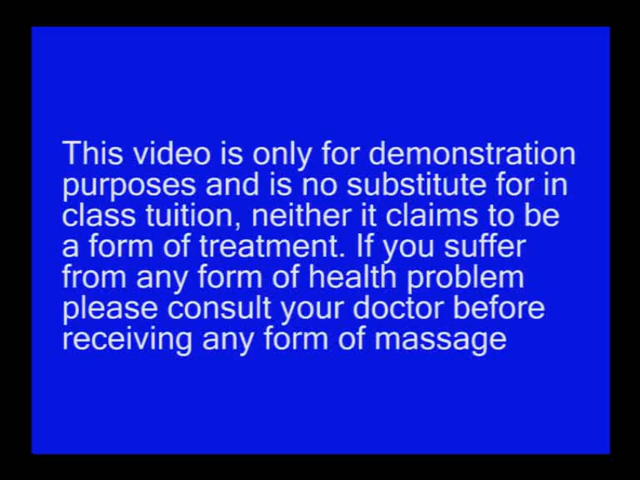 This video is only for demonstration
purposes and is no substitute for in
class tuition, neither it claims to be
a form of treatment. If you suffer
from any form of health problem
please consult your doctor before
receiving any form of massage